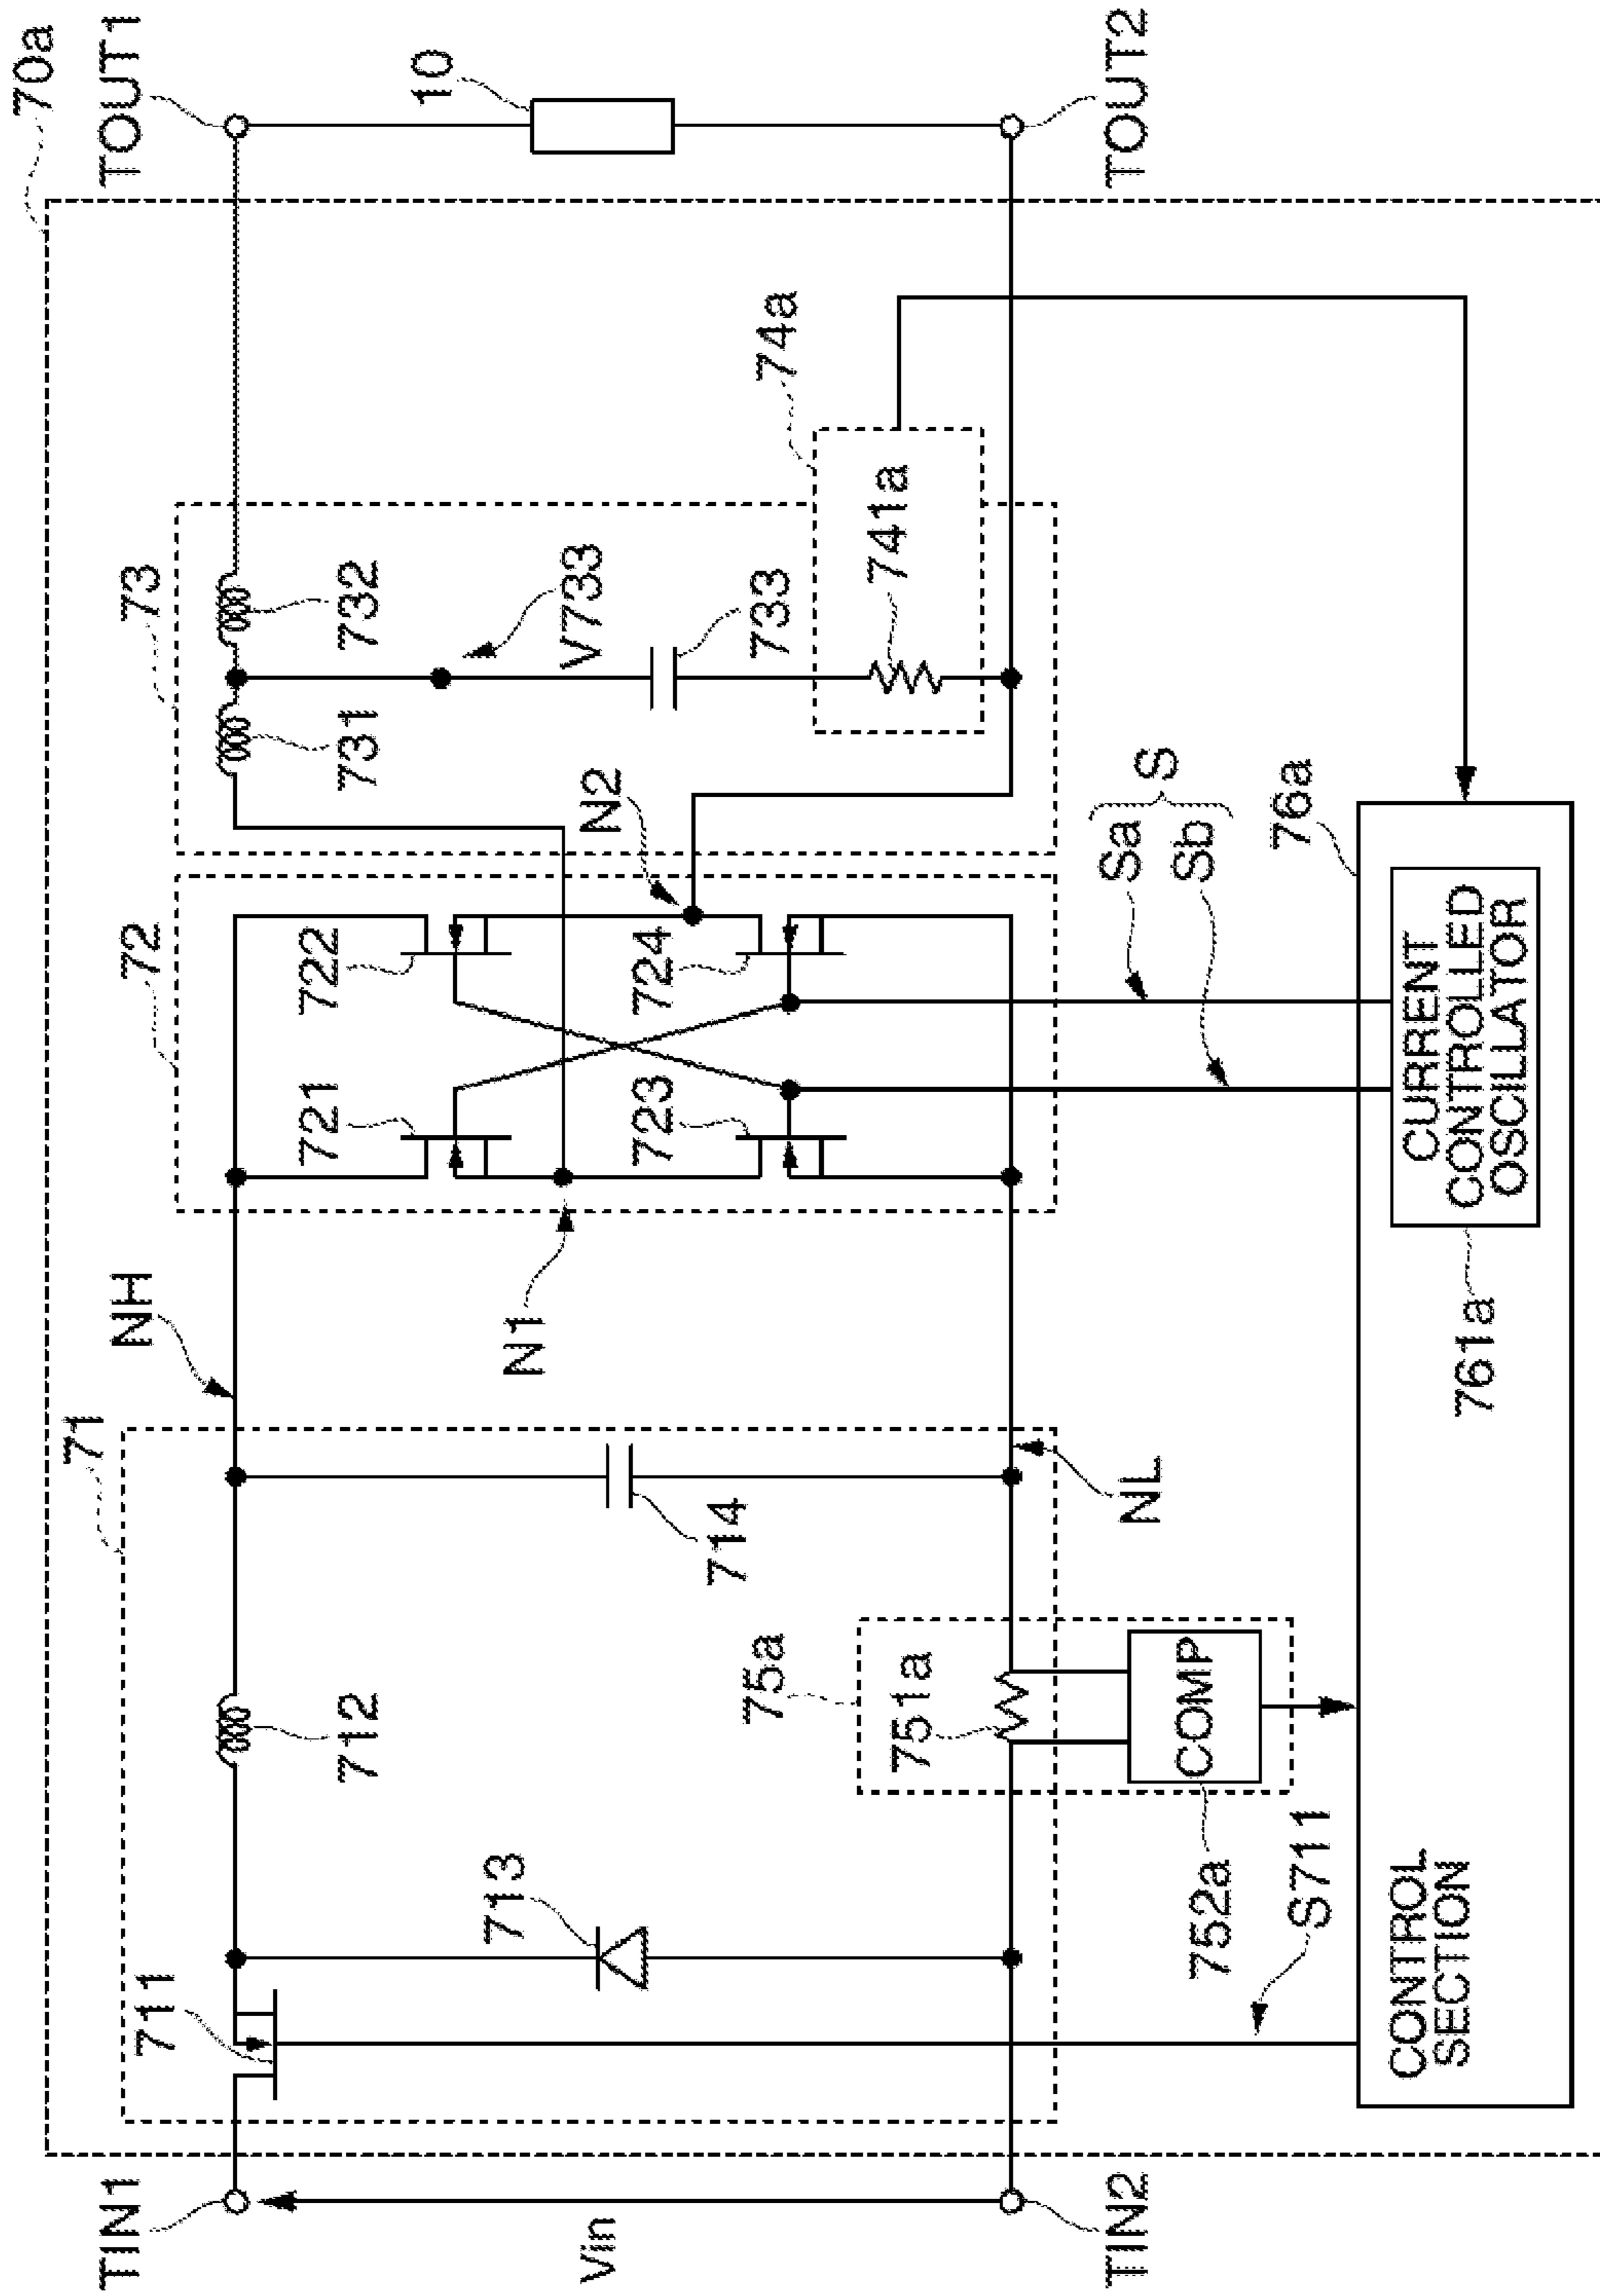 70a
TIN1
TOUT1
71
NH
72
73
711
712
721
722
731
732
10
713
N1
N2
V733
Vin
714
723
724
733
74a
75a
751a
741a
TIN2
NL
TOUT2
COMP
Sa
S
Sb
752a
S711
76a
CONTROL
SECTION
CURRENT
CONTROLLED
OSCILLATOR
761a